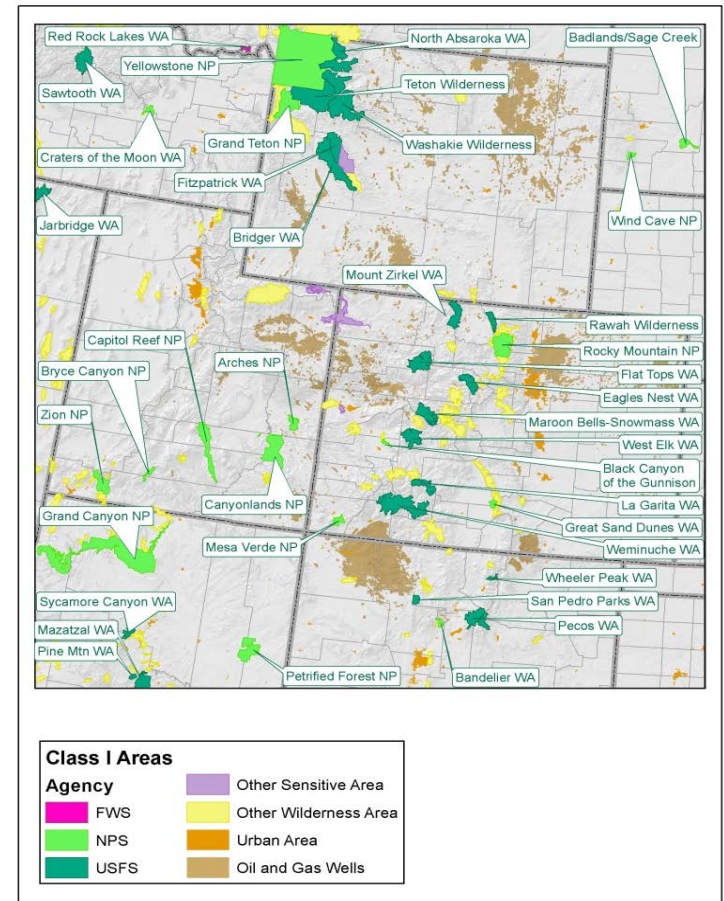 Red Rock Lakes WA
North Absaroka WA
Badlands/Sage Creek
Yellowstone NP
Sawtooth WA
Teton Wilderness
Grand Teton NP
Craters of the Moon WA
Washakie Wilderness
Fitzpatrick WA
Jarbridge WA
Wind Cave NP
Bridger WA
Mount Zirkel WA
Rawah Wilderness
Capitol Reef NP
Rocky Mountain NP
Arches NP
Bryce Canyon NP
Flat Tops WA
Zion NP
Eagles Nest WA
Maroon Bells-Snowmass WA
West Elk WA
Black Canyon
of the Gunnison
Canyonlands NP
La Garita WA
Grand Canyon NP
Great Sand Dunes WA
Mesa Verde NP
Weminuche WA
Wheeler Peak WA
Sycamore Canyon WA
San Pedro Parks WA
Mazatzal WA
Pecos WA
Pine Mtn WA
Petrified Forest NP
Bandelier WA
Class I Areas
Agency
FWS
NPS
USFS
Other Sensitive Area
Other Wilderness Area
Urban Area
Oil and Gas Wells